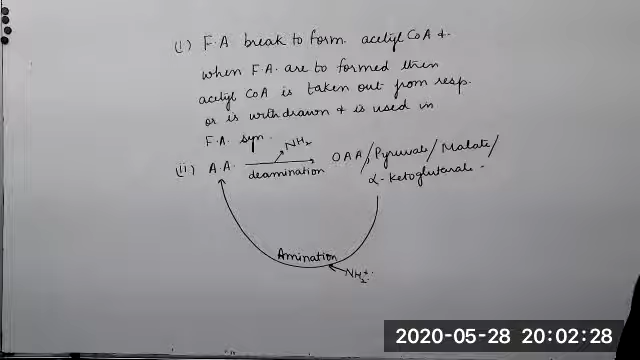 (i) F.A break to form acetyl CoA &
when F.A. are to formed then
acetyl CoA is taken out from resp.
or is withdrawn & is used in
F.A. syn.
(ii) A.A. deamination NH2 OAA/Pyruvate/Malate/
α-ketoglutarate.
Amination
NH2+
2020-05-28 20:02:28